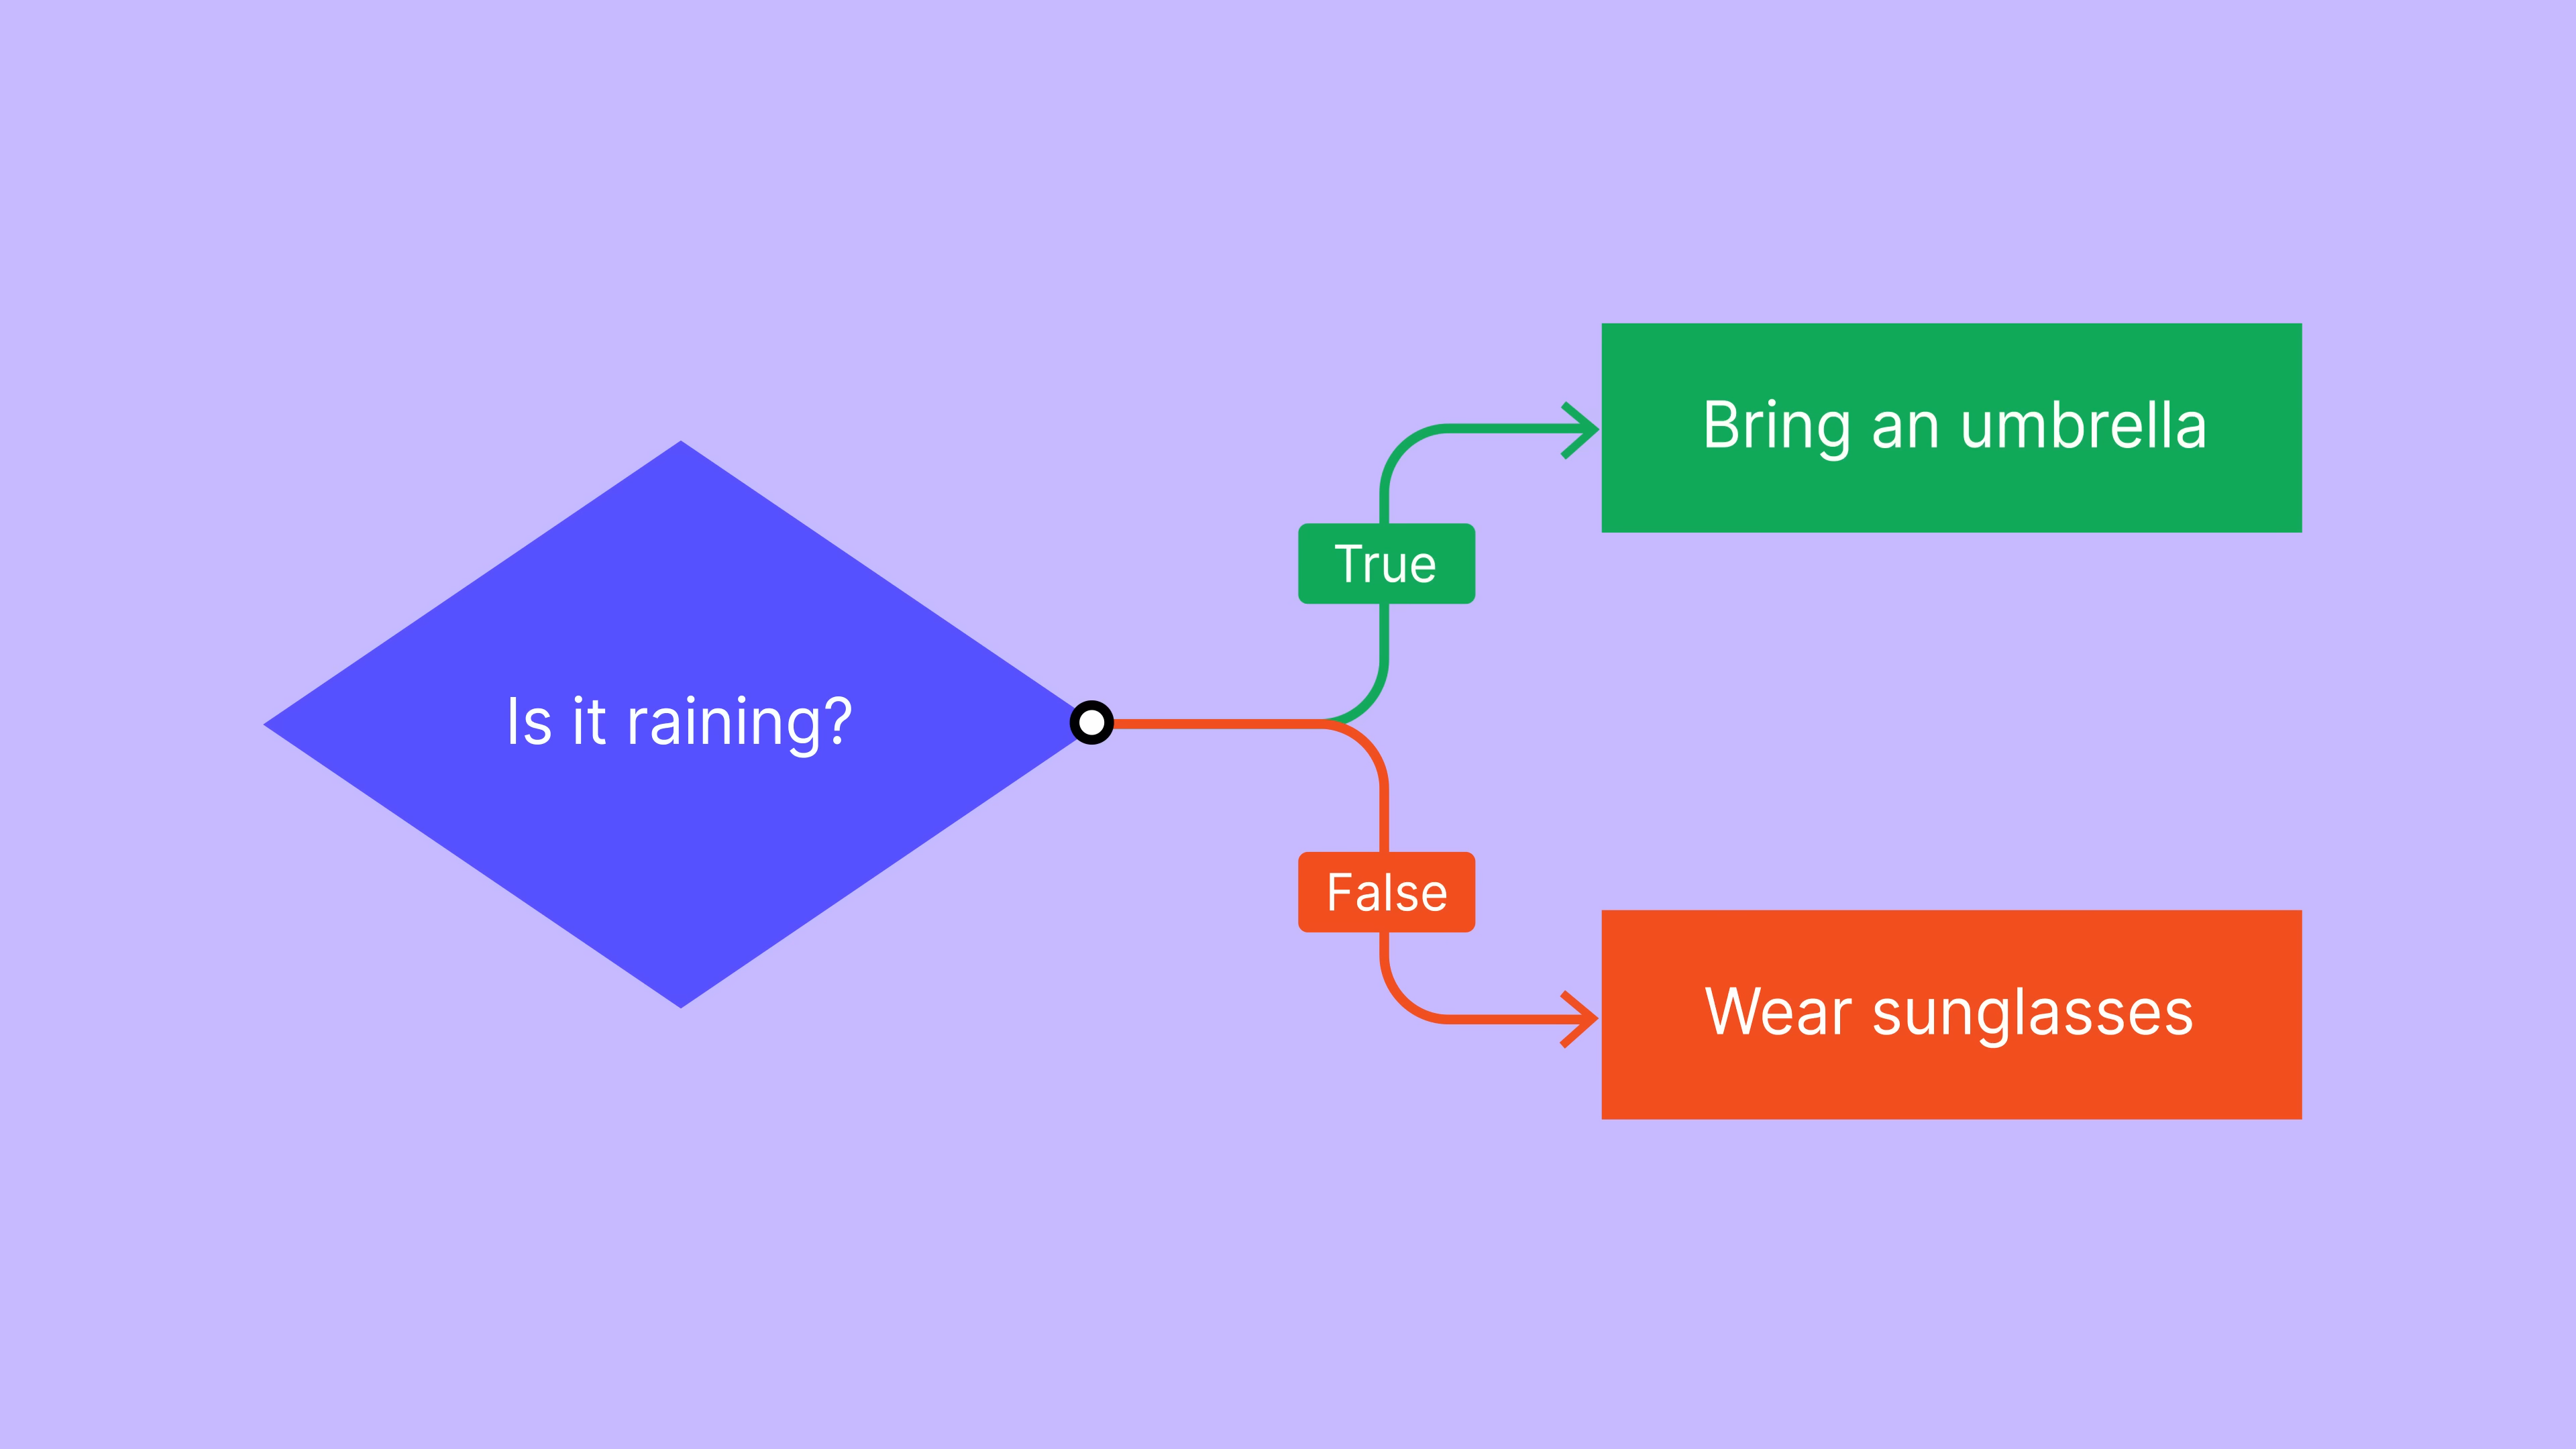 Is it raining?
True
Bring an umbrella
False
Wear sunglasses